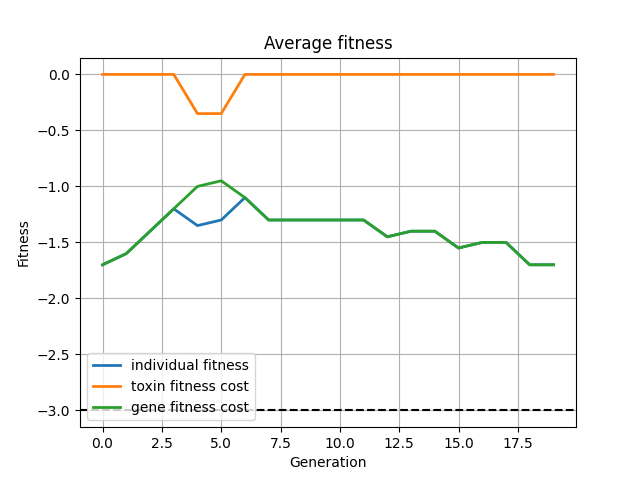 Average fitness
0.0
−0.5
−1.0
−1.5
−2.0
−2.5
−3.0
Fitness
individual fitness
toxin fitness cost
gene fitness cost
0.0 2.5 5.0 7.5 10.0 12.5 15.0 17.5
Generation